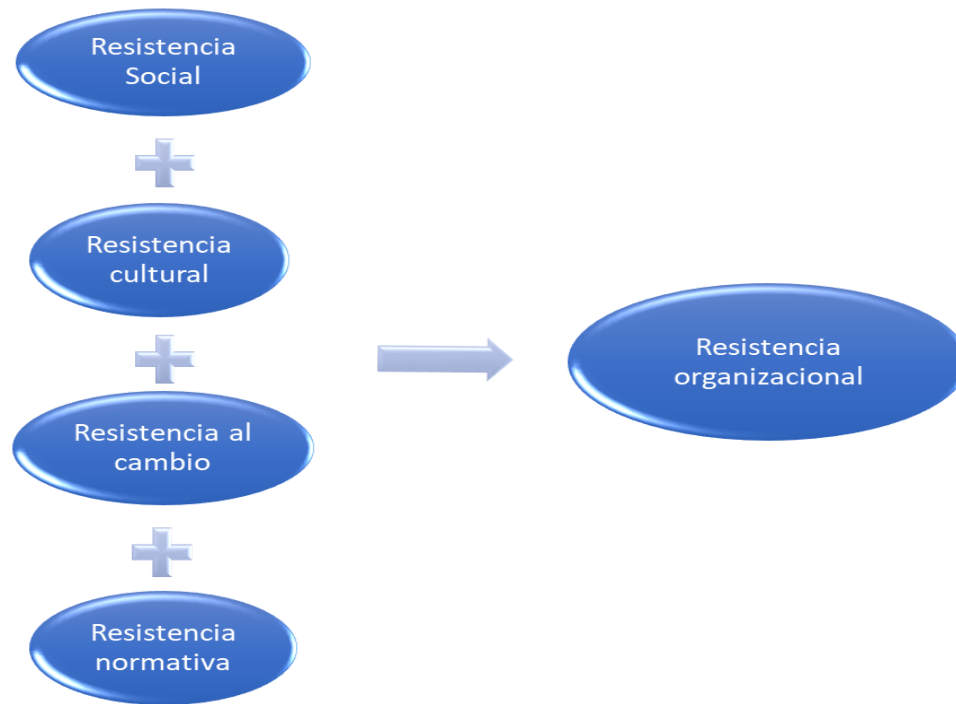 Resistencia
Social
Resistencia
cultural
Resistencia al
cambio
Resistencia
normativa
Resistencia
organizacional